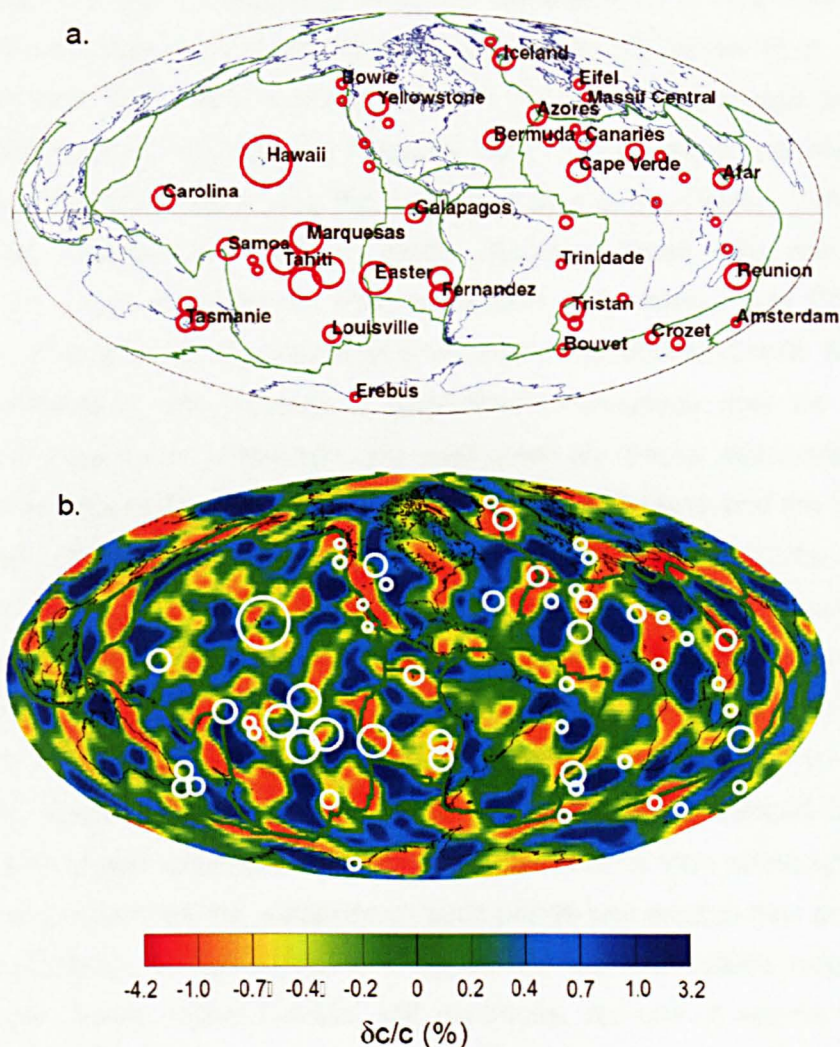 a.
Iceland
Bowie
Eifel
Yellowstone
Massif Central
Azores
Bermuda
Canaries
Hawaii
Cape Verde
Afar
Carolina
Galapagos
Marquesas
Samoa
Tahiti
Trinidade
Easter
Reunion
Fernandez
Tristan
Tasmanie
Louisville
Amsterdam
Crozet
Bouvet
Erebus
b.
-4.2 -1.0 -0.7 -0.4 -0.2 0 0.2 0.4 0.7 1.0 3.2
δc/c (%)